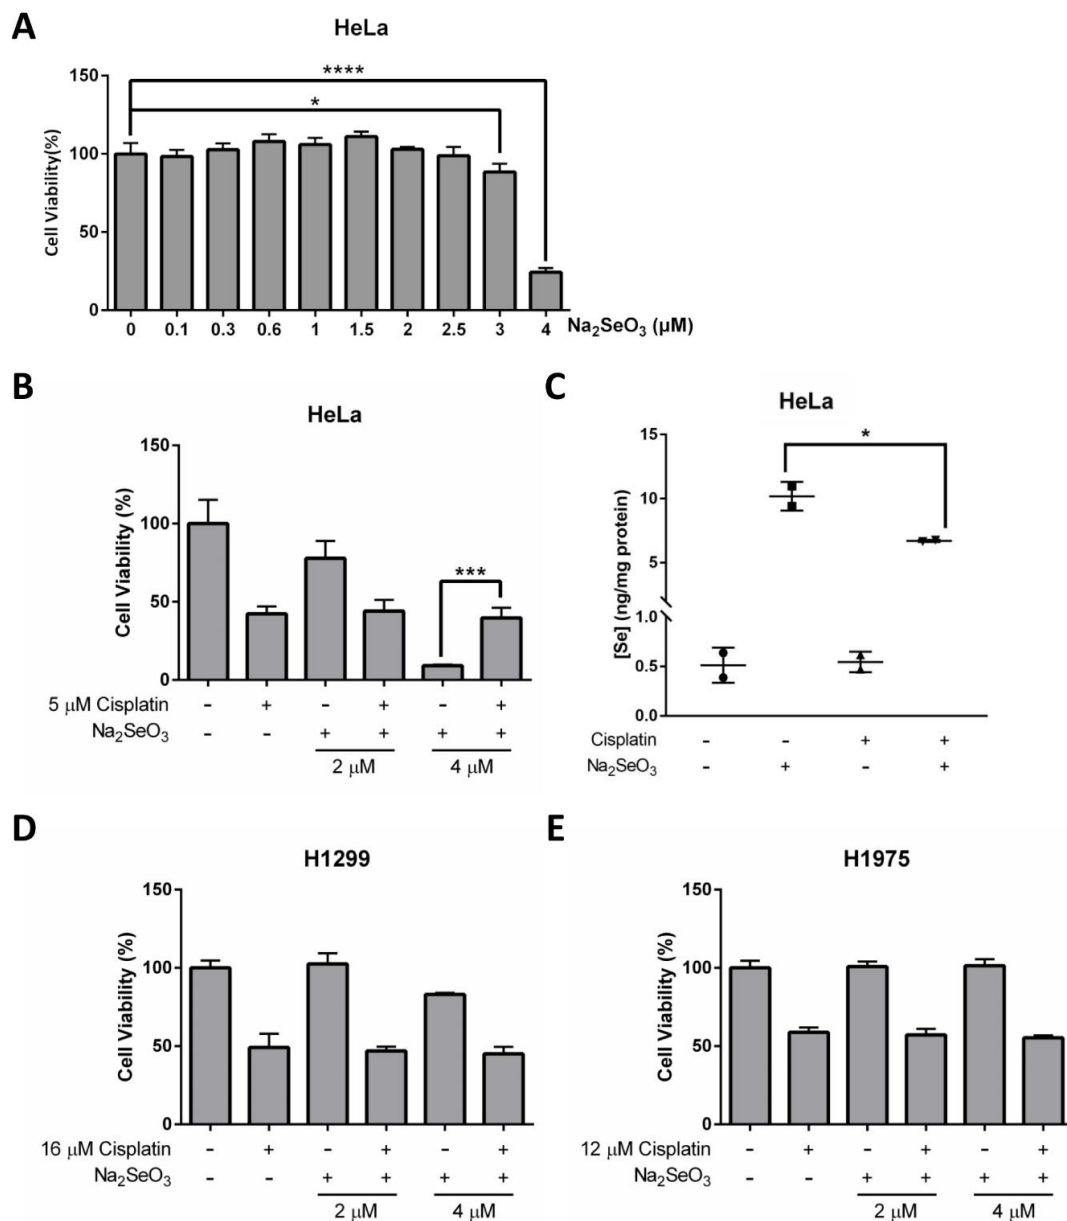 A
HeLa
****
*
150
100
50
0
Cell Viability(%)
0 0.1 0.3 0.6 1 1.5 2 2.5 3 4 Na₂SeO₃ (µM)
B
HeLa
150
100
50
0
Cell Viability (%)
***
5 µM Cisplatin - + - + - +
Na₂SeO₃ - - + + + +
2 µM 4 µM
C
HeLa
*
15
10
5
1.0
0.5
0.0
[Se] (ng/mg protein)
Cisplatin - - + +
Na₂SeO₃ - + - +
D
H1299
150
100
50
0
Cell Viability (%)
16 µM Cisplatin - + - + - +
Na₂SeO₃ - - + + + +
2 µM 4 µM
E
H1975
150
100
50
0
Cell Viability (%)
12 µM Cisplatin - + - + - +
Na₂SeO₃ - - + + + +
2 µM 4 µM